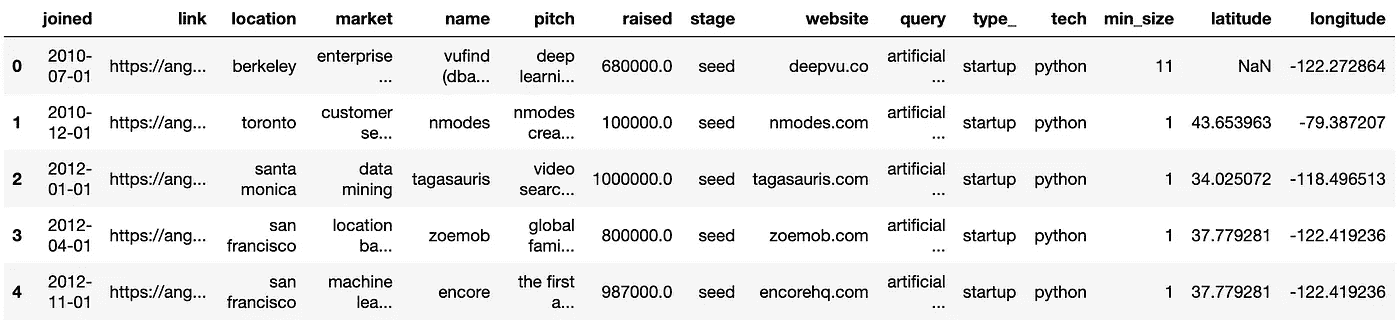 joined link location market name pitch raised stage website query type_ tech min_size latitude longitude
0 2010-07-01 https://ang... berkeley enterprise ... vufind (dba... deep learni... 680000.0 seed deepvu.co artificial ... startup python 11 NaN -122.272864
1 2010-12-01 https://ang... toronto customer se... nmodes nmodes crea... 100000.0 seed nmodes.com artificial ... startup python 1 43.653963 -79.387207
2 2012-01-01 https://ang... santa monica data mining tagasauris video searc... 1000000.0 seed tagasauris.com artificial ... startup python 1 34.025072 -118.496513
3 2012-04-01 https://ang... san francisco location ba... zoemob global fami... 800000.0 seed zoemob.com artificial ... startup python 1 37.779281 -122.419236
4 2012-11-01 https://ang... san francisco machine lea... encore the first a... 987000.0 seed encorehq.com artificial ... startup python 1 37.779281 -122.419236